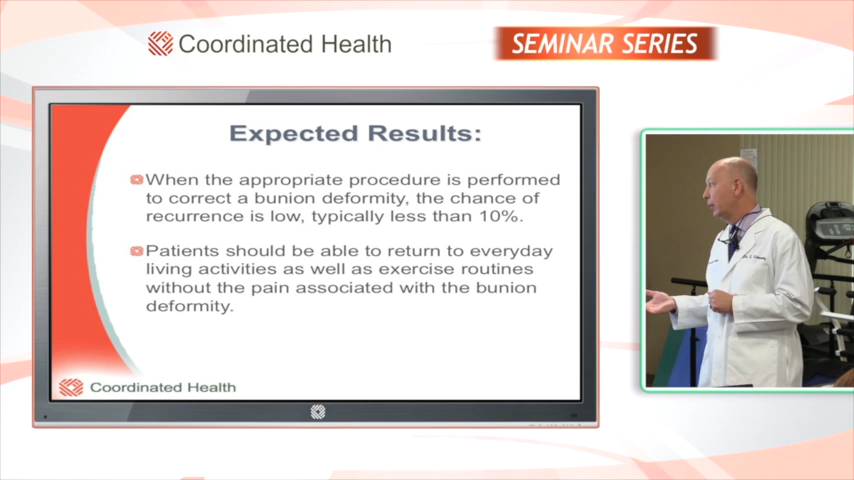 Coordinated Health
SEMINAR SERIES
Expected Results:
When the appropriate procedure is performed
to correct a bunion deformity, the chance of
recurrence is low, typically less than 10%.
Patients should be able to return to everyday
living activities as well as exercise routines
without the pain associated with the bunion
deformity.
Coordinated Health